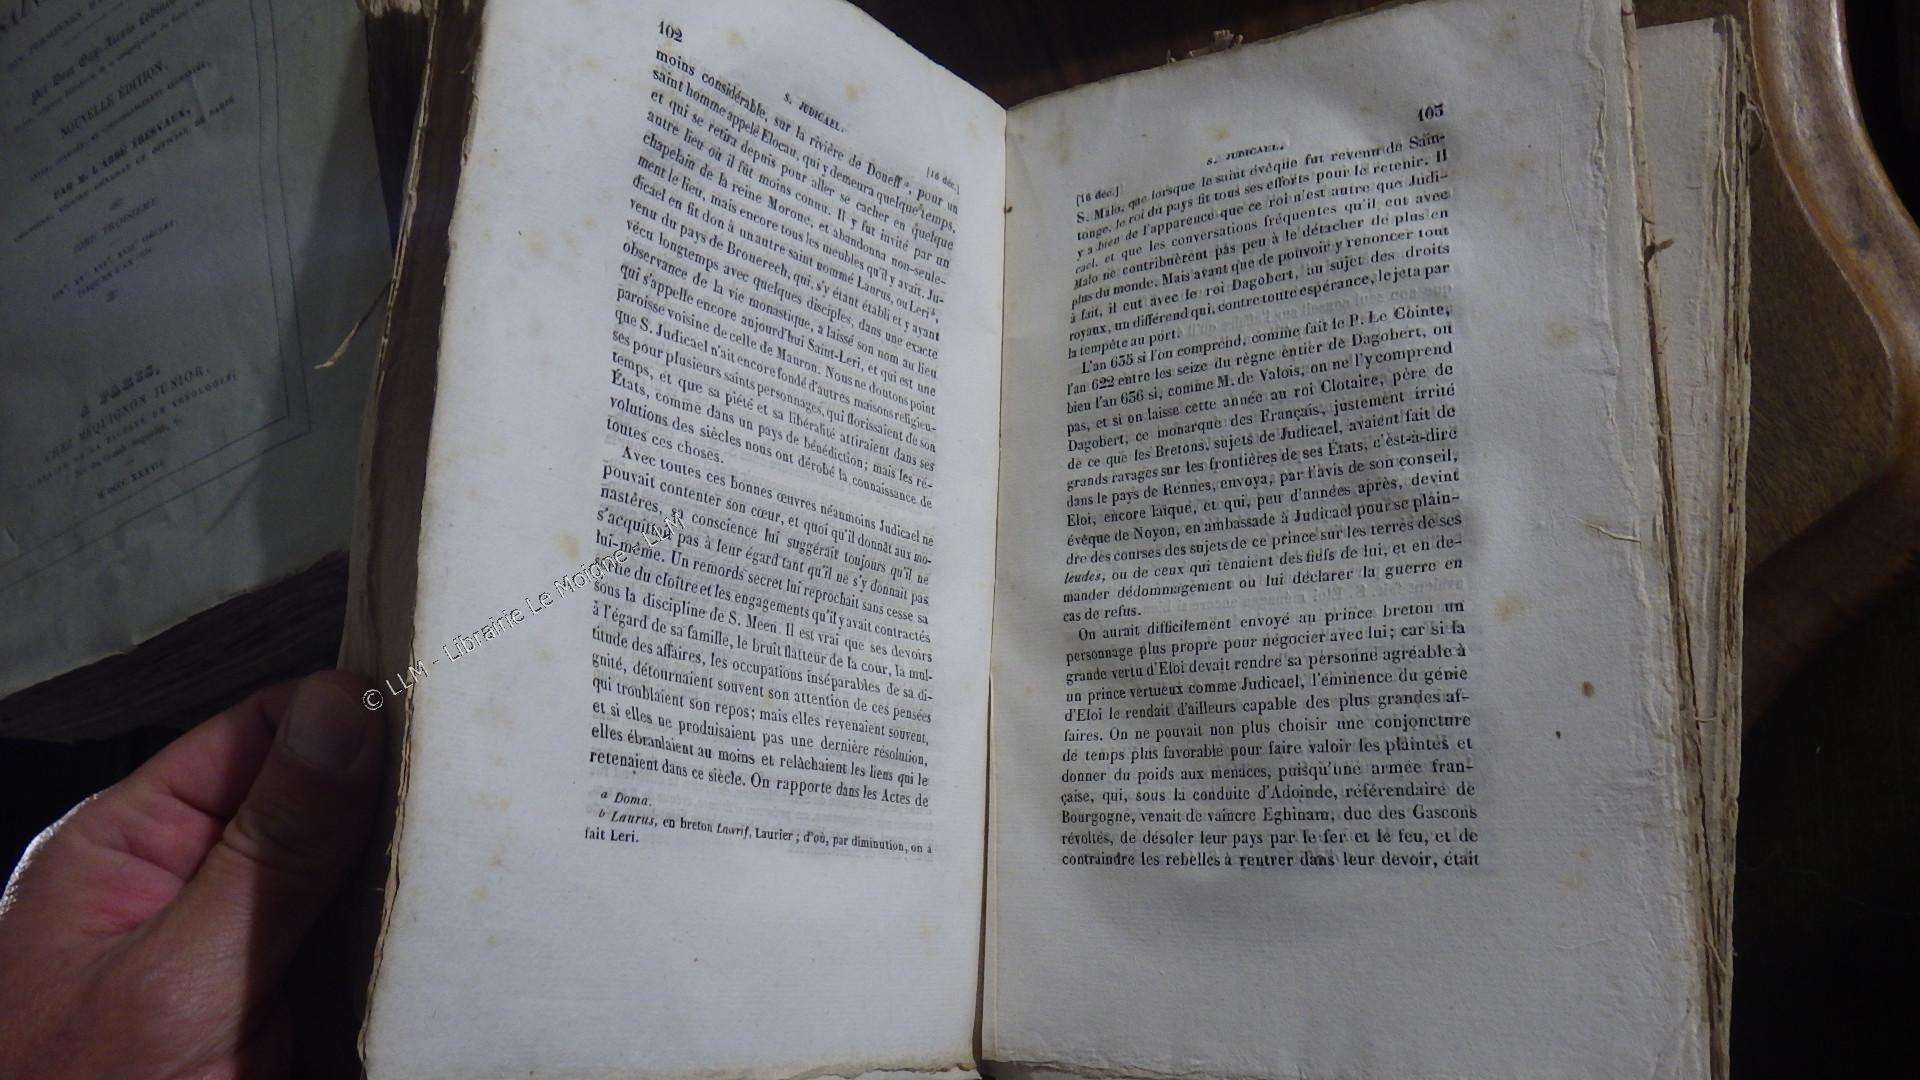 Par Dom Guy Alexis Lobineau
NOUVELLE ÉDITION,
PAR M. L'ABBÉ TRESVAUX,
TOME TROISIÈME
A PARIS,
CHEZ MÉQUIGNON JUNIOR,
M DCCC XXXVII
102
S. JUDICAEL.
[16 déc.]
moins considérable, sur la rivière de Doueff a, pour un
saint homme appelé Elocau, qui y demeura quelque temps,
et qui se retira depuis pour aller se cacher en quelque
autre lieu où il fût moins connu. Il y fut invité par un
chapelain de la reine Morone, et abandonna non-seule-
ment le lieu, mais encore tous les meubles qu'il y avait. Ju-
dicael en fit don à un autre saint nommé Laurus, ou Leri b,
venu du pays de Brouerech, qui, s'y étant établi et y ayant
vécu longtemps avec quelques disciples, dans une exacte
observance de la vie monastique, a laissé son nom au lieu
qui s'appelle encore aujourd'hui Saint-Leri, et qui est une
paroisse voisine de celle de Mauron. Nous ne doutons point
que S. Judicael n'ait encore fondé d'autres maisons religieu-
ses pour plusieurs saints personnages, qui florissaient de son
temps, et que sa piété et sa libéralité attiraient dans ses
États, comme dans un pays de bénédiction; mais les ré-
volutions des siècles nous ont dérobé la connaissance de
toutes ces choses.
Avec toutes ces bonnes œuvres néanmoins Judicael ne
pouvait contenter son cœur, et quoi qu'il donnât aux mo-
nastères, sa conscience lui suggérait toujours qu'il ne
s'acquittait pas à leur égard tant qu'il ne s'y donnait pas
lui-même. Un remords secret lui reprochait sans cesse sa
sortie du cloître et les engagements qu'il y avait contractés
sous la discipline de S. Meen. Il est vrai que ses devoirs
à l'égard de sa famille, le bruit flatteur de la cour, la mul-
titude des affaires, les occupations inséparables de sa di-
gnité, détournaient souvent son attention de ces pensées
qui troublaient son repos; mais elles revenaient souvent,
et si elles ne produisaient pas une dernière résolution,
elles ébranlaient au moins et relâchaient les liens qui le
retenaient dans ce siècle. On rapporte dans les Actes de
a Doma.
b Laurus, en breton Lawrif, Laurier; d'où, par diminution, on a
fait Leri.
© LLM - Librairie Le Moigne - LLM
103
S. JUDICAEL.
[16 déc.]
S. Malo, que lorsque le saint évêque fut revenu de Sain-
tonge, le roi du pays fit tous ses efforts pour le retenir. Il
y a bien de l'apparence que ce roi n'est autre que Judi-
cael, et que les conversations fréquentes qu'il eut avec
Malo ne contribuèrent pas peu à le détacher de plus en
plus du monde. Mais avant que de pouvoir y renoncer tout
à fait, il eut avec le roi Dagobert, au sujet des droits
royaux, un différend qui, contre toute espérance, le jeta par
la tempête au port.
L'an 635 si l'on comprend, comme fait le P. Le Cointe,
l'an 622 entre les seize du règne entier de Dagobert, ou
bien l'an 636 si, comme M. de Valois, on ne l'y comprend
pas, et si on laisse cette année au roi Clotaire, père de
Dagobert, ce monarque des Français, justement irrité
de ce que les Bretons, sujets de Judicael, avaient fait de
grands ravages sur les frontières de ses États, c'est-à-dire
dans le pays de Rennes, envoya, par l'avis de son conseil,
Eloi, encore laïque, et qui, peu d'années après, devint
évêque de Noyon, en ambassade à Judicael pour se plain-
dre des courses des sujets de ce prince sur les terres de ses
leudes, ou de ceux qui tenaient des fiefs de lui, et en de-
mander dédommagement ou lui déclarer la guerre en
cas de refus.
On aurait difficilement envoyé au prince breton un
personnage plus propre pour négocier avec lui; car si la
grande vertu d'Eloi devait rendre sa personne agréable à
un prince vertueux comme Judicael, l'éminence du génie
d'Eloi le rendait d'ailleurs capable des plus grandes af-
faires. On ne pouvait non plus choisir une conjoncture
de temps plus favorable pour faire valoir les plaintes et
donner du poids aux menaces, puisqu'une armée fran-
çaise, qui, sous la conduite d'Adoinde, référendaire de
Bourgogne, venait de vaincre Eghinam, duc des Gascons
révoltés, de désoler leur pays par le fer et le feu, et de
contraindre les rebelles à rentrer dans leur devoir, était